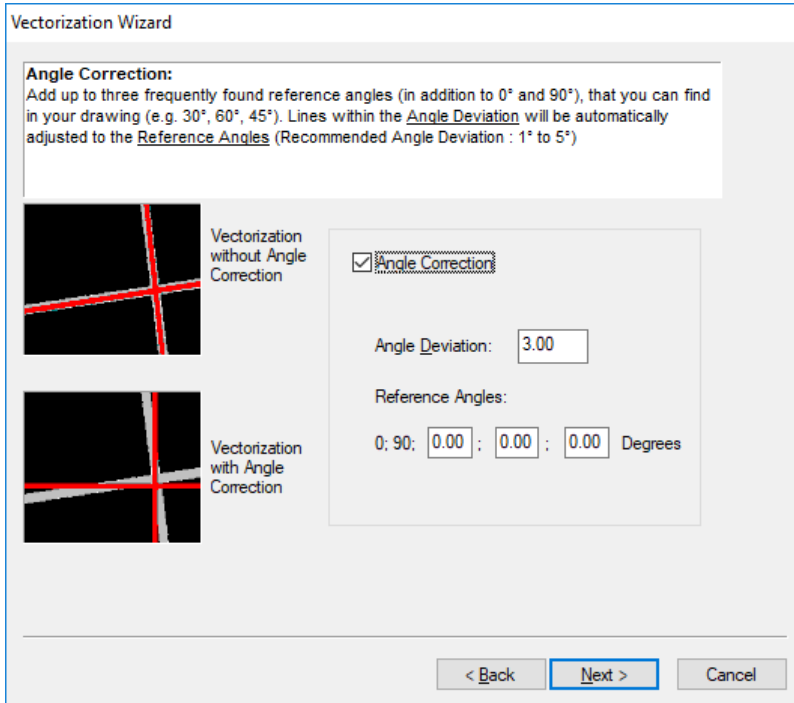 Vectorization Wizard
Angle Correction:
Add up to three frequently found reference angles (in addition to 0° and 90°), that you can find
in your drawing (e.g. 30°, 60°, 45°). Lines within the Angle Deviation will be automatically
adjusted to the Reference Angles (Recommended Angle Deviation : 1° to 5°)
Vectorization
without Angle
Correction
Angle Correction
Angle Deviation: 3.00
Reference Angles:
0; 90; 0.00 ; 0.00 ; 0.00 Degrees
Vectorization
with Angle
Correction
< Back Next > Cancel